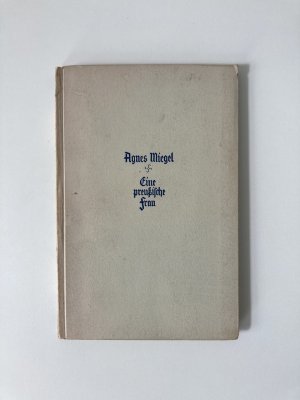 Agnes Miegel
Eine
preußische
Frau